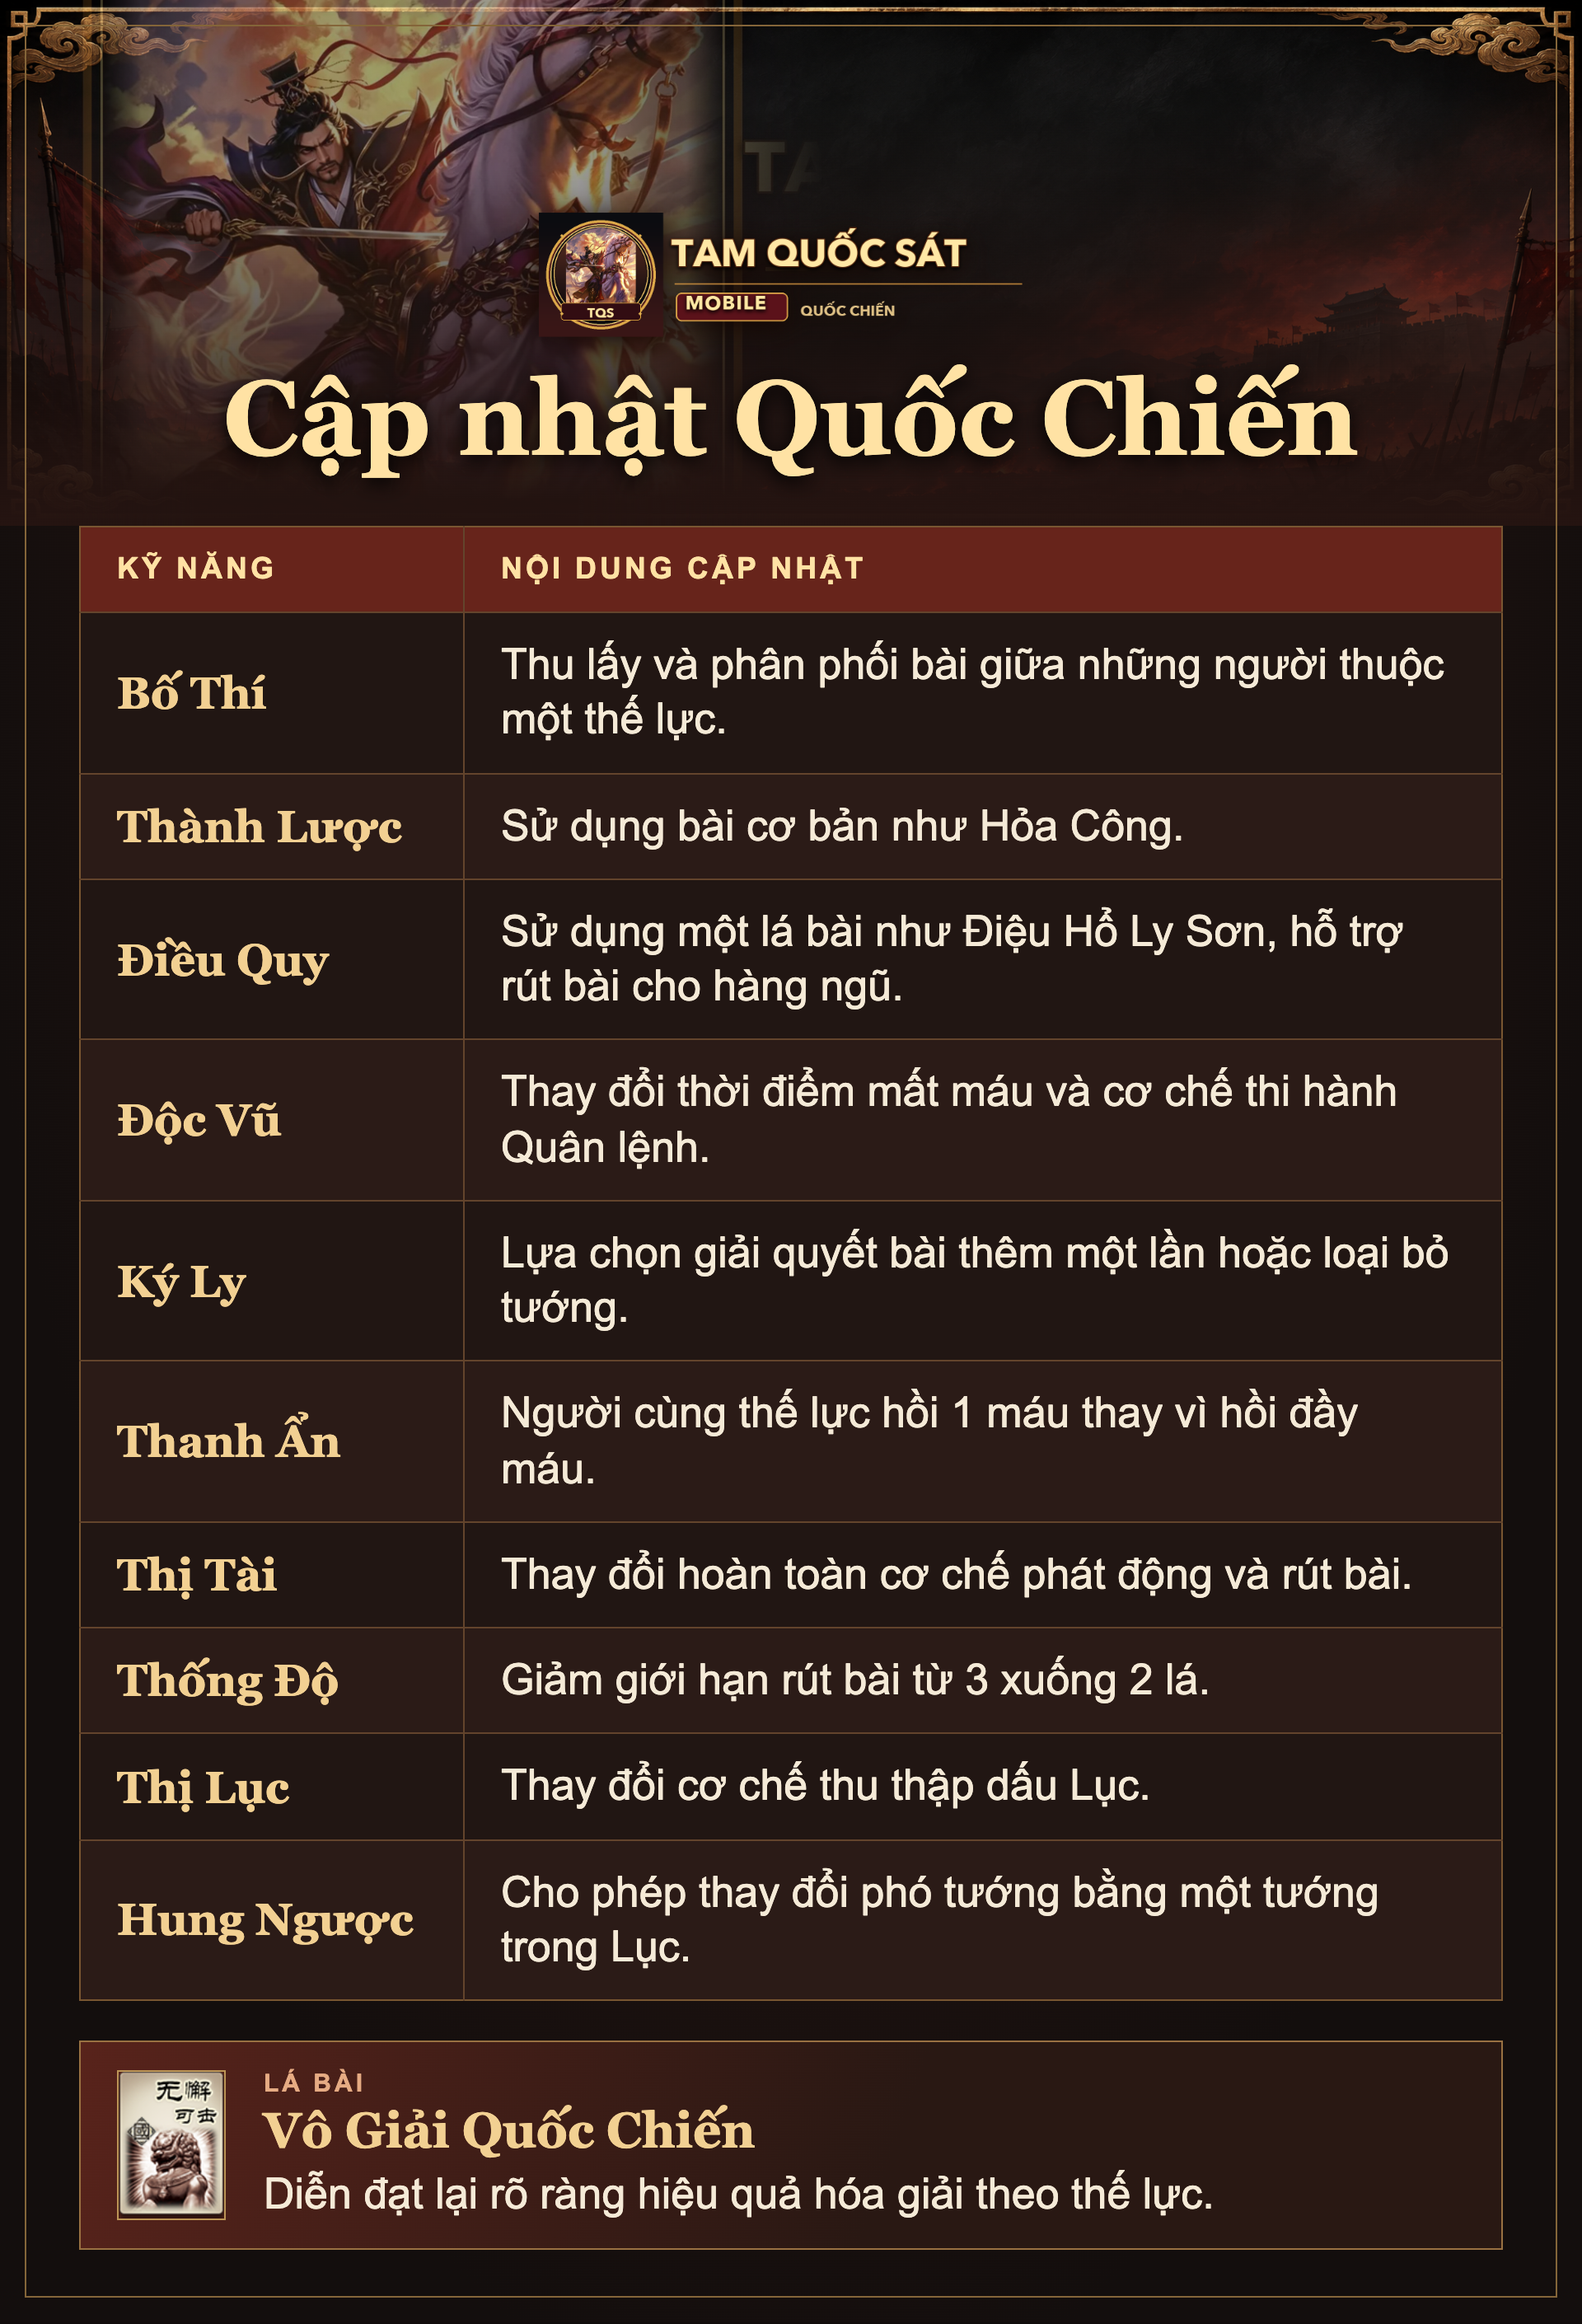 TA
TAM QUỐC SÁT
TQS
MOBILE
QUỐC CHIẾN
Cập nhật Quốc Chiến
KỸ NĂNG
NỘI DUNG CẬP NHẬT
Bố Thí
Thu lấy và phân phối bài giữa những người thuộc
một thế lực.
Thành Lược
Sử dụng bài cơ bản như Hỏa Công.
Điều Quy
Sử dụng một lá bài như Điệu Hổ Ly Sơn, hỗ trợ
rút bài cho hàng ngũ.
Độc Vũ
Thay đổi thời điểm mất máu và cơ chế thi hành
Quân lệnh.
Ký Ly
Lựa chọn giải quyết bài thêm một lần hoặc loại bỏ
tướng.
Thanh Ẩn
Người cùng thế lực hồi 1 máu thay vì hồi đầy
máu.
Thị Tài
Thay đổi hoàn toàn cơ chế phát động và rút bài.
Thống Độ
Giảm giới hạn rút bài từ 3 xuống 2 lá.
Thị Lục
Thay đổi cơ chế thu thập dấu Lục.
Hung Ngược
Cho phép thay đổi phó tướng bằng một tướng
trong Lục.
无懈
可击
國
LÁ BÀI
Vô Giải Quốc Chiến
Diễn đạt lại rõ ràng hiệu quả hóa giải theo thế lực.